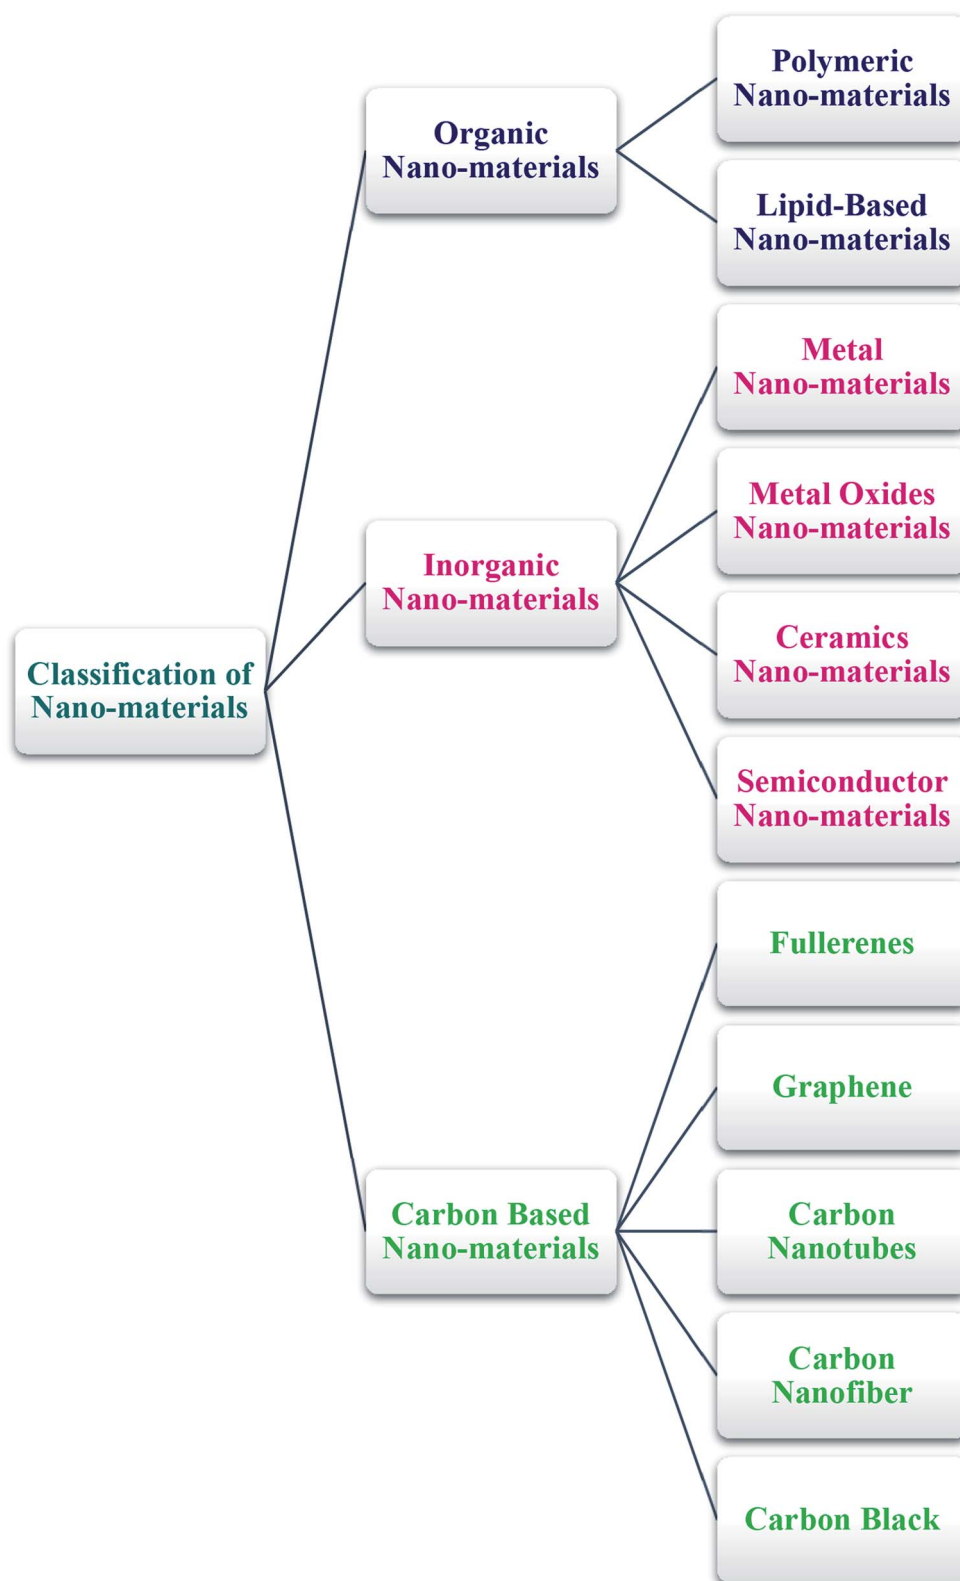 Classification of
Nano-materials
Organic
Nano-materials
Polymeric
Nano-materials
Lipid-Based
Nano-materials
Inorganic
Nano-materials
Metal
Nano-materials
Metal Oxides
Nano-materials
Ceramics
Nano-materials
Semiconductor
Nano-materials
Carbon Based
Nano-materials
Fullerenes
Graphene
Carbon
Nanotubes
Carbon
Nanofiber
Carbon Black